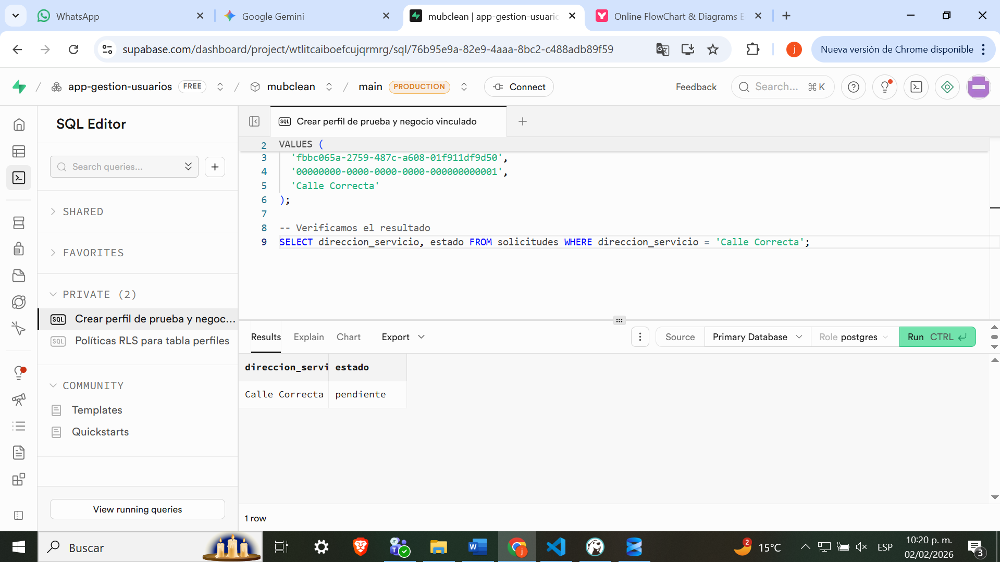 WhatsApp
Google Gemini
mubclean | app-gestion-usuario
Online FlowChart & Diagrams E
supabase.com/dashboard/project/wtlitcaiboefcujqrmrg/sql/76b95e9a-82e9-4aaa-8bc2-c488adb89f59
j
Nueva versión de Chrome disponible
/ app-gestion-usuarios FREE / mubclean / main PRODUCTION Connect
Feedback Search... ⌘ K
SQL Editor
SQL Crear perfil de prueba y negocio vinculado
Search queries...
SHARED
FAVORITES
PRIVATE (2)
SQL Crear perfil de prueba y negoc...
SQL Políticas RLS para tabla perfiles
COMMUNITY
Templates
Quickstarts
View running queries
2 VALUES (
3 'fbbc065a-2759-487c-a608-01f911df9d50',
4 '00000000-0000-0000-0000-000000000001',
5 'Calle Correcta'
6 );
7
8 -- Verificamos el resultado
9 SELECT direccion_servicio, estado FROM solicitudes WHERE direccion_servicio = 'Calle Correcta';
Results Explain Chart Export
Source Primary Database Role postgres Run CTRL
direccion_servi estado
Calle Correcta pendiente
1 row
Buscar
2 15°C
ESP
10:20 p. m.
02/02/2026
3